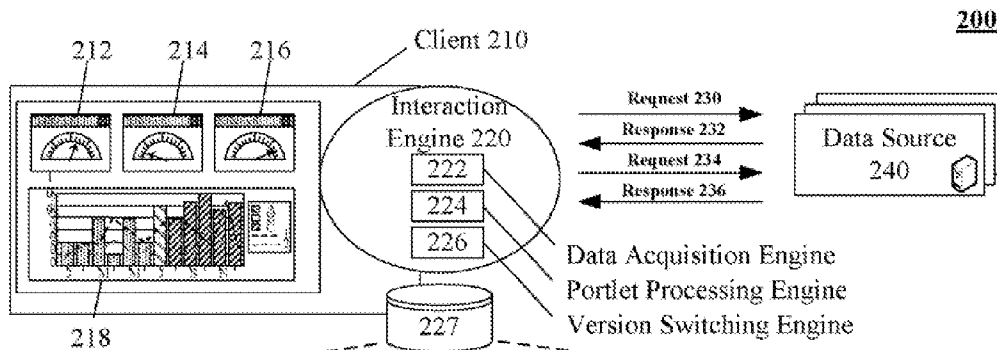 200
212
214
216
Client 210
Interaction
Engine 220
222
224
226
Request 230
Response 232
Request 234
Response 236
Data Source
240
Data Acquisition Engine
Portlet Processing Engine
Version Switching Engine
218
227